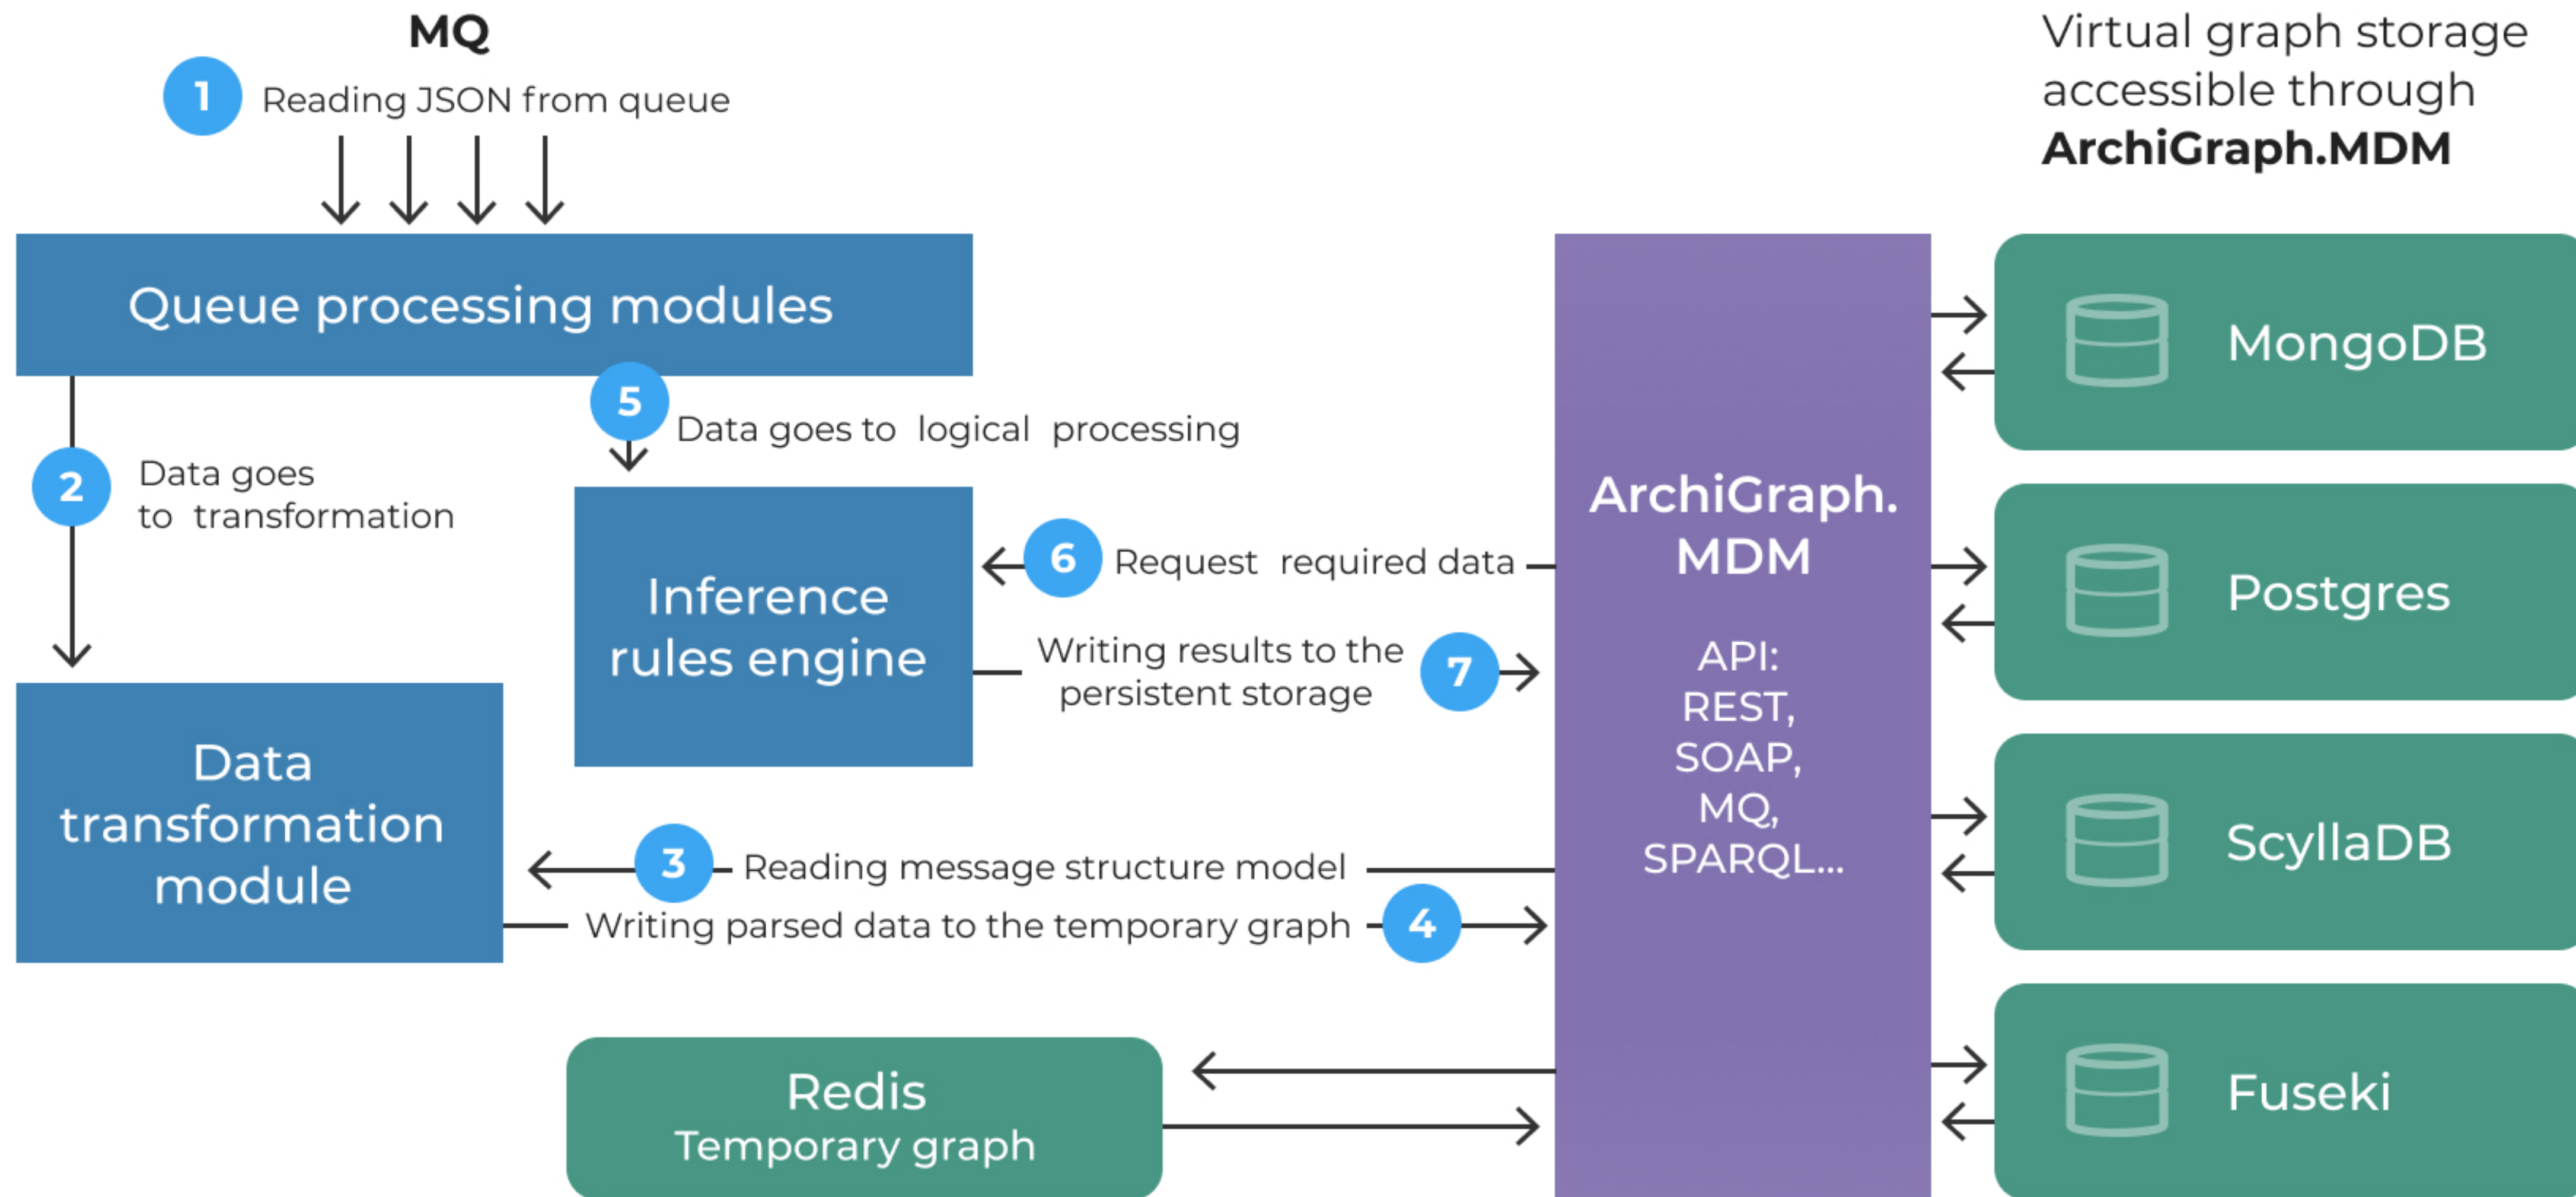 MQ
1
Reading JSON from queue
Virtual graph storage
accessible through
ArchiGraph.MDM
Queue processing modules
5
Data goes to logical processing
2
Data goes
to transformation
Inference
rules engine
6
Request required data
Writing results to the
persistent storage
7
Data
transformation
module
3
Reading message structure model
Writing parsed data to the temporary graph
4
Redis
Temporary graph
ArchiGraph.
MDM
API:
REST,
SOAP,
MQ,
SPARQL...
MongoDB
Postgres
ScyllaDB
Fuseki